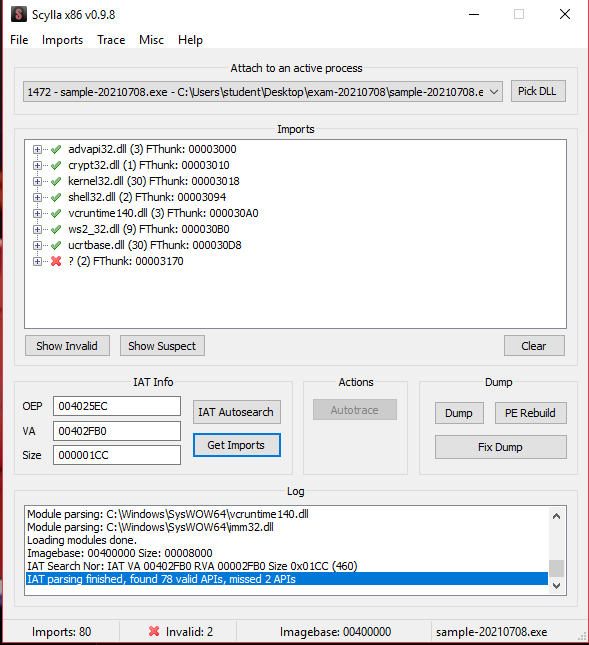 Scylla x86 v0.9.8
File Imports Trace Misc Help
Attach to an active process
1472 - sample-20210708.exe - C:\Users\student\Desktop\exam-20210708\sample-20210708.e
Pick DLL
Imports
advapi32.dll (3) FThunk: 00003000
crypt32.dll (1) FThunk: 00003010
kernel32.dll (30) FThunk: 00003018
shell32.dll (2) FThunk: 00003094
vcruntime140.dll (3) FThunk: 000030A0
ws2_32.dll (9) FThunk: 000030B0
ucrtbase.dll (30) FThunk: 000030D8
? (2) FThunk: 00003170
Show Invalid Show Suspect Clear
IAT Info
OEP 004025EC
VA 00402FB0
Size 000001CC
IAT Autosearch
Get Imports
Actions
Autotrace
Dump
Dump PE Rebuild
Fix Dump
Log
Module parsing: C:\Windows\SysWOW64\vcruntime140.dll
Module parsing: C:\Windows\SysWOW64\imm32.dll
Loading modules done.
Imagebase: 00400000 Size: 00008000
IAT Search Nor: IAT VA 00402FB0 RVA 00002FB0 Size 0x01CC (460)
IAT parsing finished, found 78 valid APIs, missed 2 APIs
Imports: 80 Invalid: 2 Imagebase: 00400000 sample-20210708.exe